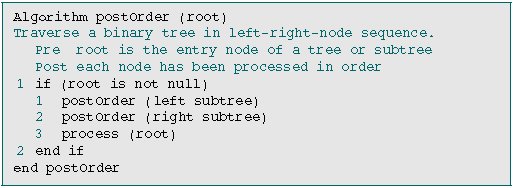 Algorithm postOrder (root)
Traverse a binary tree in left-right-node sequence.
Pre root is the entry node of a tree or subtree
Post each node has been processed in order
1 if (root is not null)
1 postOrder (left subtree)
2 postOrder (right subtree)
3 process (root)
2 end if
end postOrder